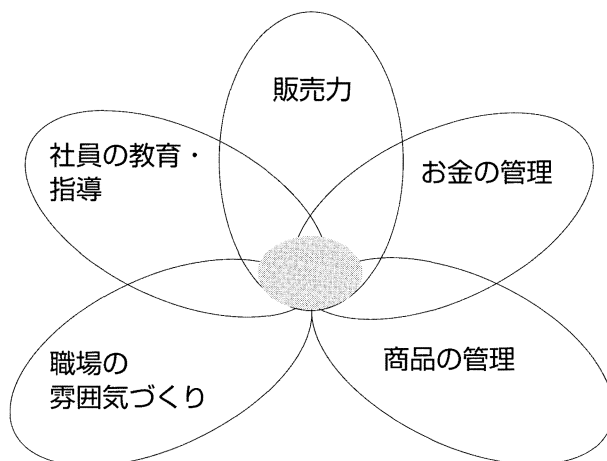 販売力
社員の教育・
指導
お金の管理
職場の
雰囲気づくり
商品の管理